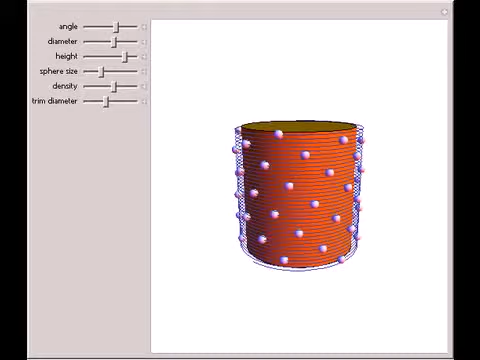 angle
diameter
height
sphere size
density
trim diameter